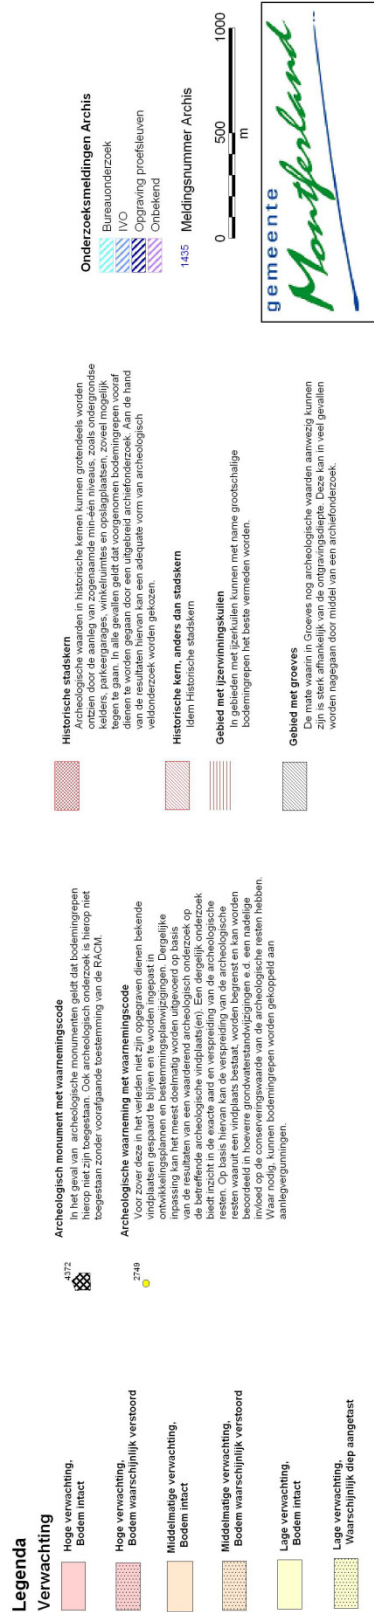 Legenda
Verwachting
Hoge verwachting,
Bodem intact
Hoge verwachting,
Bodem waarschijnlijk verstoord
Middelmatige verwachting,
Bodem intact
Middelmatige verwachting,
Bodem waarschijnlijk verstoord
Lage verwachting,
Bodem intact
Lage verwachting,
Waarschijnlijk diep aangetast
4372
Archeologisch monument met waarnemingscode
In het geval van archeologische monumenten geldt dat bodemingrepen
hierop niet zijn toegestaan. Ook archeologisch onderzoek is hierop niet
toegestaan zonder voorafgaande toestemming van de RACM.
2749
Archeologische waarneming met waarnemingscode
Voor zover deze in het verleden niet zijn opgegraven dienen bekende
vindplaatsen gespaard te blijven en te worden ingepast in
ontwikkelingsplannen en bestemmingsplanwijzigingen. Dergelijke
inpassing kan het meest doelmatig worden uitgevoerd op basis
van de resultaten van een waarderend archeologisch onderzoek op
de betreffende archeologische vindplaats(en). Een dergelijk onderzoek
biedt inzicht in de exacte aard en verspreiding van de archeologische
resten. Op basis hiervan kan de verspreiding van de archeologische
resten waaruit een vindplaats bestaat, worden begrenst en kan worden
beoordeeld in hoeverre grondwaterstandwijzigingen e.d. een nadelige
invloed op de conserveringswaarde van de archeologische resten hebben.
Waar nodig, kunnen bodemingrepen worden gekoppeld aan
aanlegvergunningen.
Historische stadskern
Archeologische waarden in historische kernen kunnen grotendeels worden
ontzien door de aanleg van zogenaamde min-één niveaus, zoals ondergrondse
kelders, parkeergarages, winkelruimtes en opslagplaatsen, zoveel mogelijk
tegen te gaan. In alle gevallen geldt dat voorgenomen bodemingrepen vooraf
dienen te worden gegaan door een uitgebreid archiefonderzoek. Aan de hand
van de resultaten hiervan kan een adequate vorm van archeologisch
veldonderzoek worden gekozen.
Historische kern, anders dan stadskern
Idem Historische stadskern
Gebied met ijzerwinningskuilen
In gebieden met ijzerkuilen kunnen met name grootschalige
bodemingrepen het beste vermeden worden.
Gebied met groeves
De mate waarin in Groeves nog archeologische waarden aanwezig kunnen
zijn is sterk afhankelijk van de ontgravingsdiepte. Deze kan in veel gevallen
worden nagegaan door middel van een archiefonderzoek.
Onderzoeksmeldingen Archis
Bureauonderzoek
IVO
Opgraving proefsleuven
Onbekend
1435 Meldingsnummer Archis
0 500 1000
m
gemeente
Montferland